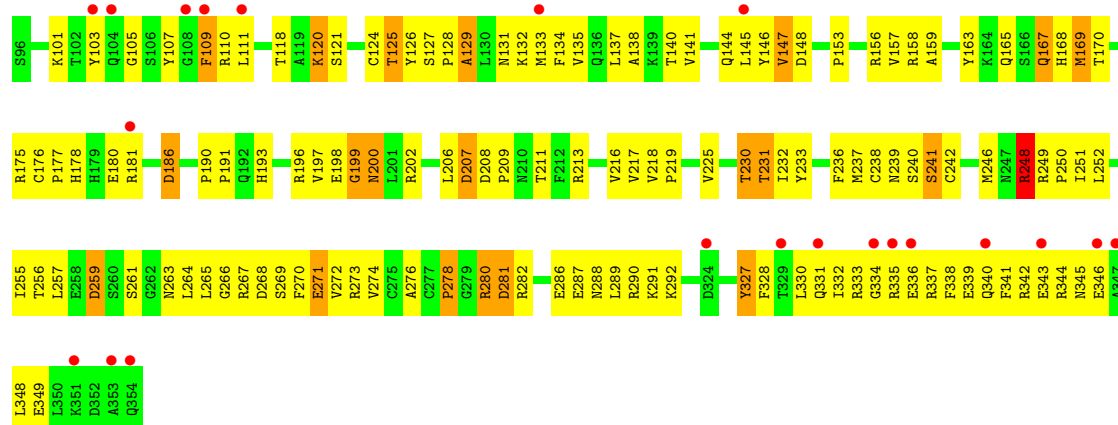 S96 K101 T102 Y103 Q104 G105 S106 Y107 G108 F109 R110 L111 T118 A119 K120 S121 C124 T125 Y126 S127 P128 A129 L130 N131 K132 M133 F134 V135 Q136 L137 A138 K139 T140 V141 Q144 L145 Y146 V147 D148 P153 R156 V157 R158 A159 Y163 K164 Q165 S166 Q167 H168 M169 T170
R175 C176 P177 H178 H179 E180 R181 D186 P190 P191 Q192 H193 R196 V197 E198 G199 N200 L201 R202 L206 D207 D208 P209 N210 T211 F212 R213 V216 V217 V218 P219 V225 T230 T231 I232 Y233 F236 M237 C238 N239 S240 S241 C242 M246 N247 R248 R249 P250 I251 L252
I255 T256 L257 E258 D259 S260 S261 G262 N263 L264 L265 G266 R267 D268 S269 F270 E271 V272 R273 V274 C275 A276 C277 P278 G279 R280 D281 R282 E286 E287 N288 L289 R290 K291 K292 D324 Y327 F328 T329 L330 Q331 I332 R333 G334 R335 E336 R337 F338 E339 Q340 F341 R342 E343 R344 N345 E346 A347
L348 E349 L350 K351 D352 A353 Q354